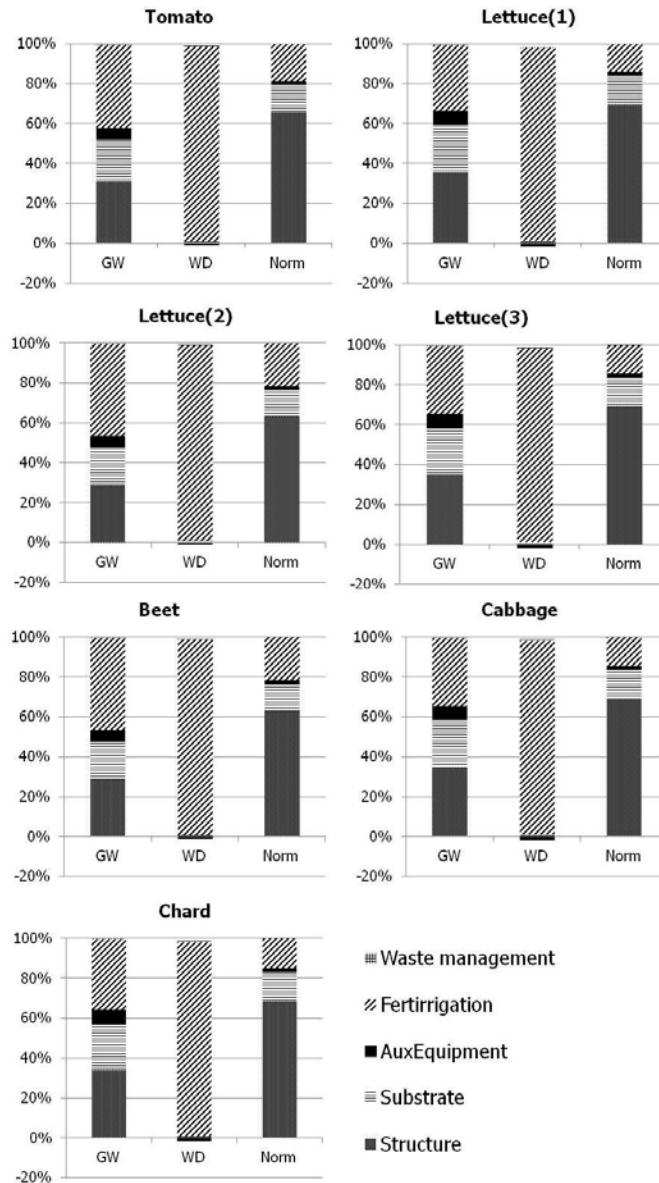 Tomato
100%
80%
60%
40%
20%
0%
-20%
GW WD Norm
Lettuce(1)
100%
80%
60%
40%
20%
0%
-20%
GW WD Norm
Lettuce(2)
100%
80%
60%
40%
20%
0%
-20%
GW WD Norm
Lettuce(3)
100%
80%
60%
40%
20%
0%
-20%
GW WD Norm
Beet
100%
80%
60%
40%
20%
0%
-20%
GW WD Norm
Cabbage
100%
80%
60%
40%
20%
0%
-20%
GW WD Norm
Chard
100%
80%
60%
40%
20%
0%
-20%
GW WD Norm
Waste management
Fertirrigation
AuxEquipment
Substrate
Structure